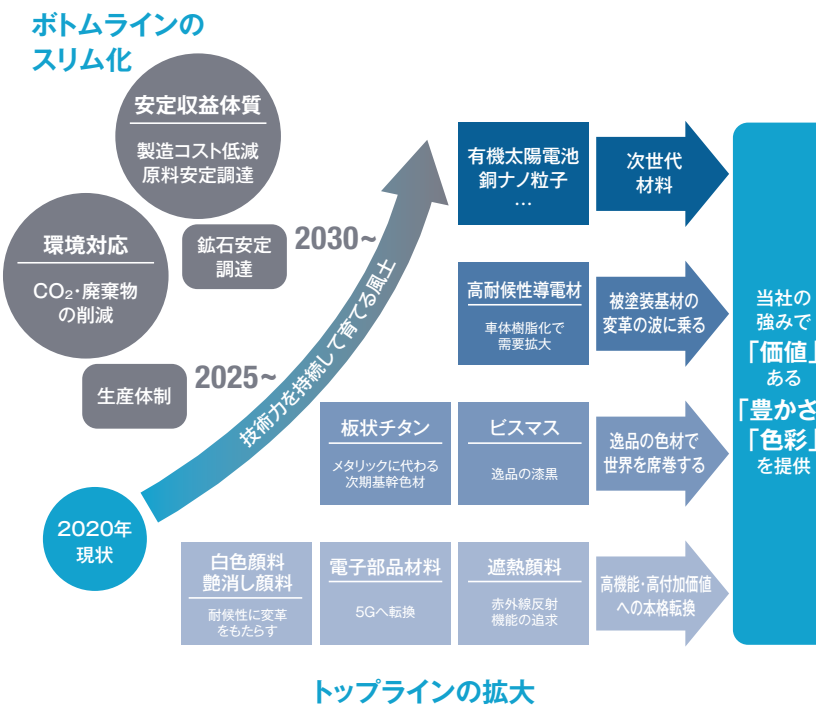 ボトムラインの
スリム化
安定収益体質
製造コスト低減
原料安定調達
環境対応
CO₂・廃棄物
の削減
鉱石安定
調達
2030~
生産体制
2025~
技術力を持続して育てる風土
2020年
現状
有機太陽電池
銅ナノ粒子
…
次世代
材料
高耐候性導電材
車体樹脂化で
需要拡大
被塗装基材の
変革の波に乗る
板状チタン
メタリックに代わる
次期基幹色材
ビスマス
逸品の漆黒
逸品の色材で
世界を席巻する
白色顔料
艶消し顔料
耐候性に変革
をもたらす
電子部品材料
5Gへ転換
遮熱顔料
赤外線反射
機能の追求
高機能・高付加価値
への本格転換
当社の
強みで
「価値」
ある
「豊かさ
「色彩」
を提供
トップラインの拡大